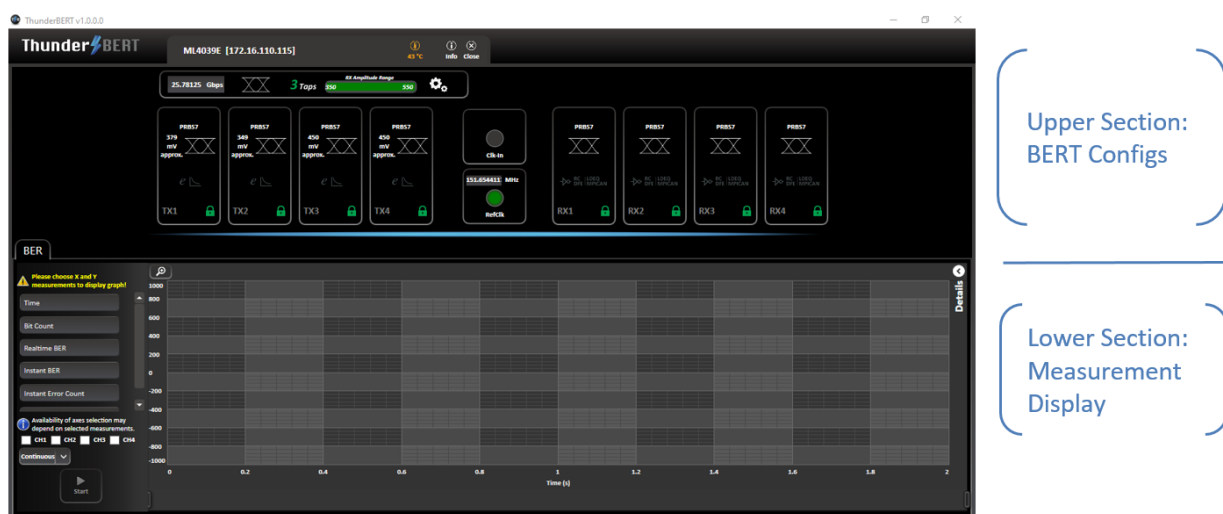 ThunderBERT v1.0.0.0
Thunder BERT
ML4039E [172.16.110.115]
43 °C
Info
Close
25.78125 Gbps
3 Taps
RX Amplitude Range
350
550
PRBS7
379
mV
approx.
TX1
PRBS7
349
mV
approx.
TX2
PRBS7
450
mV
approx.
TX3
PRBS7
450
mV
approx.
TX4
Clk-In
151.654411 MHz
RefClk
PRBS7
RX1
PRBS7
RX2
PRBS7
RX3
PRBS7
RX4
Upper Section:
BERT Configs
BER
Please choose X and Y
measurements to display graph!
Time
Bit Count
Realtime BER
Instant BER
Instant Error Count
Availability of axes selection may
depend on selected measurements.
CH1 CH2 CH3 CH4
Continuous
Start
1000
800
600
400
200
0
-200
-400
-600
-800
-1000
0 0.2 0.4 0.6 0.8 1 1.2 1.4 1.6 1.8 2
Time (s)
Details
Lower Section:
Measurement
Display